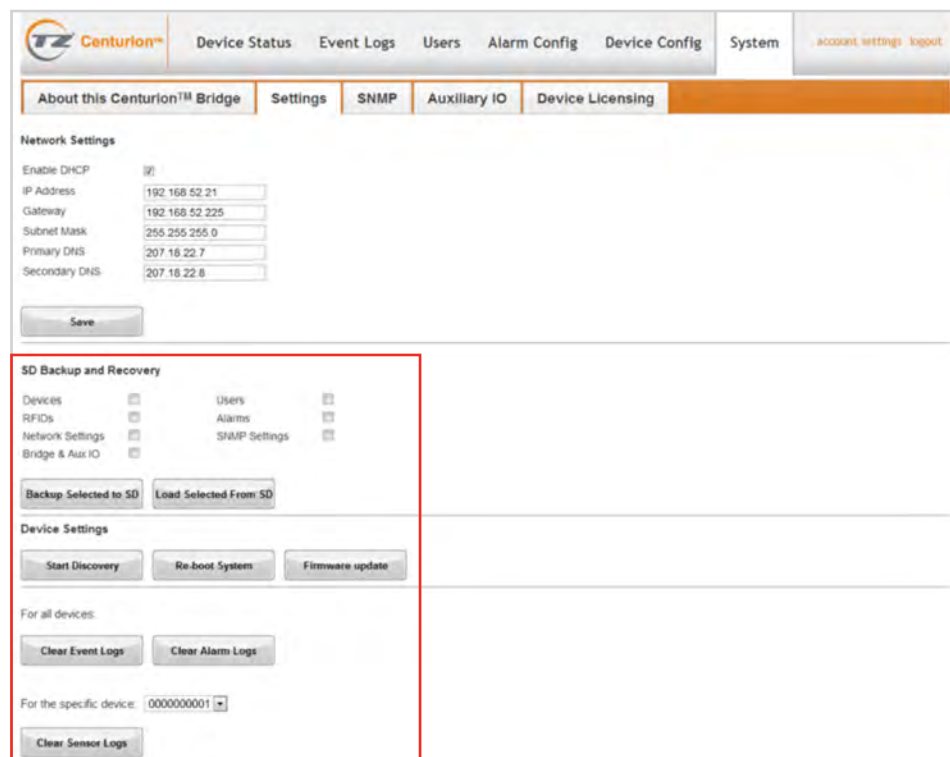 TZ Centurion™ Device Status Event Logs Users Alarm Config Device Config System account settings logout
About this Centurion™ Bridge Settings SNMP Auxiliary IO Device Licensing
Network Settings
Enable DHCP
IP Address 192.168.52.21
Gateway 192.168.52.225
Subnet Mask 255.255.255.0
Primary DNS 207.18.22.7
Secondary DNS 207.18.22.8
Save
SD Backup and Recovery
Devices Users
RFIDs Alarms
Network Settings SNMP Settings
Bridge & Aux IO
Backup Selected to SD Load Selected From SD
Device Settings
Start Discovery Re-boot System Firmware update
For all devices:
Clear Event Logs Clear Alarm Logs
For the specific device: 0000000001
Clear Sensor Logs